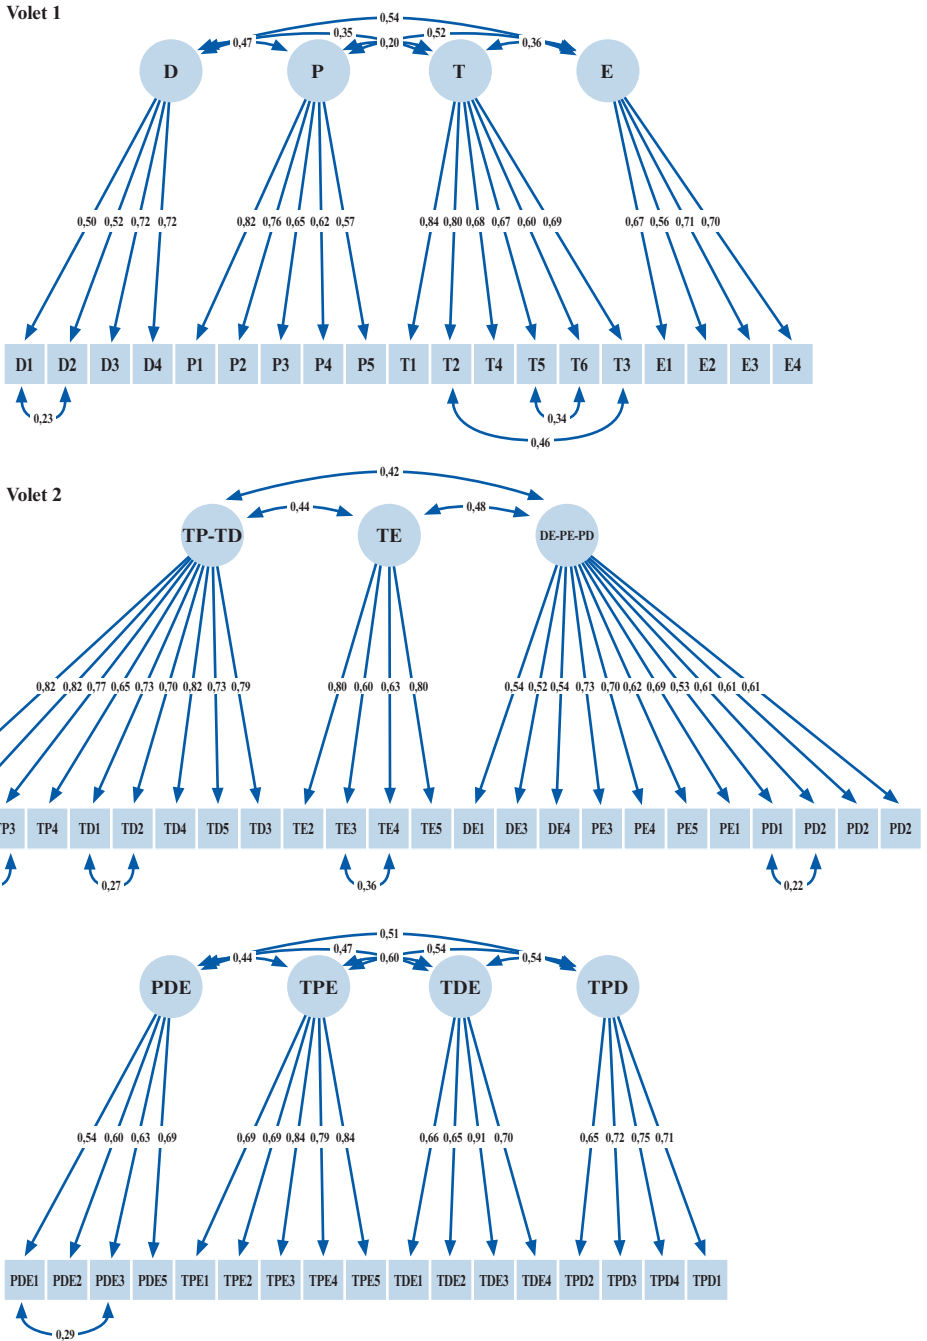 Volet 1
0,54
0,35 0,52
0,47 0,20 0,36
D P T E
0,50 0,52 0,72 0,72 0,82 0,76 0,65 0,62 0,57 0,84 0,80 0,68 0,67 0,60 0,69 0,67 0,56 0,71 0,70
D1 D2 D3 D4 P1 P2 P3 P4 P5 T1 T2 T4 T5 T6 T3 E1 E2 E3 E4
0,23 0,34
0,46
0,42
Volet 2
0,44 0,48
TP-TD TE DE-PE-PD
0,82 0,82 0,77 0,65 0,73 0,70 0,82 0,73 0,79 0,80 0,60 0,63 0,80 0,54 0,52 0,54 0,73 0,70 0,62 0,69 0,53 0,61 0,61 0,61
TP3 TP4 TD1 TD2 TD4 TD5 TD3 TE2 TE3 TE4 TE5 DE1 DE3 DE4 PE3 PE4 PE5 PE1 PD1 PD2 PD2 PD2
0,27 0,36 0,22
0,51
0,47 0,54
0,44 0,60 0,54
PDE TPE TDE TPD
0,54 0,60 0,63 0,69 0,69 0,69 0,84 0,79 0,84 0,66 0,65 0,91 0,70 0,65 0,72 0,75 0,71
PDE1 PDE2 PDE3 PDE5 TPE1 TPE2 TPE3 TPE4 TPE5 TDE1 TDE2 TDE3 TDE4 TPD2 TPD3 TPD4 TPD1
0,29